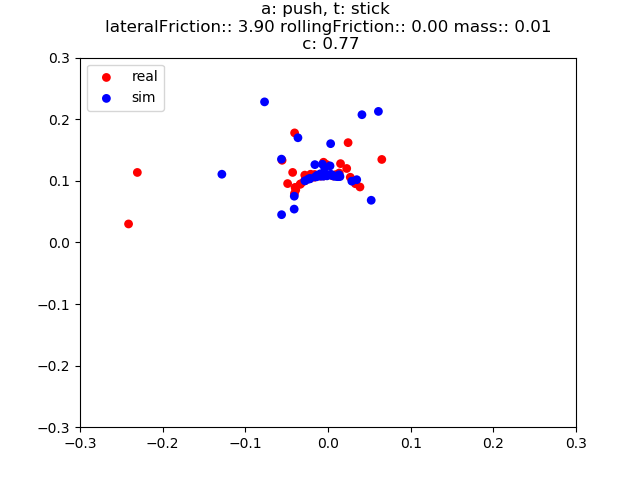 a: push, t: stick
lateralFriction:: 3.90 rollingFriction:: 0.00 mass:: 0.01
c: 0.77
real
sim
0.3
0.2
0.1
0.0
−0.1
−0.2
−0.3
−0.3
−0.2
−0.1
0.0
0.1
0.2
0.3